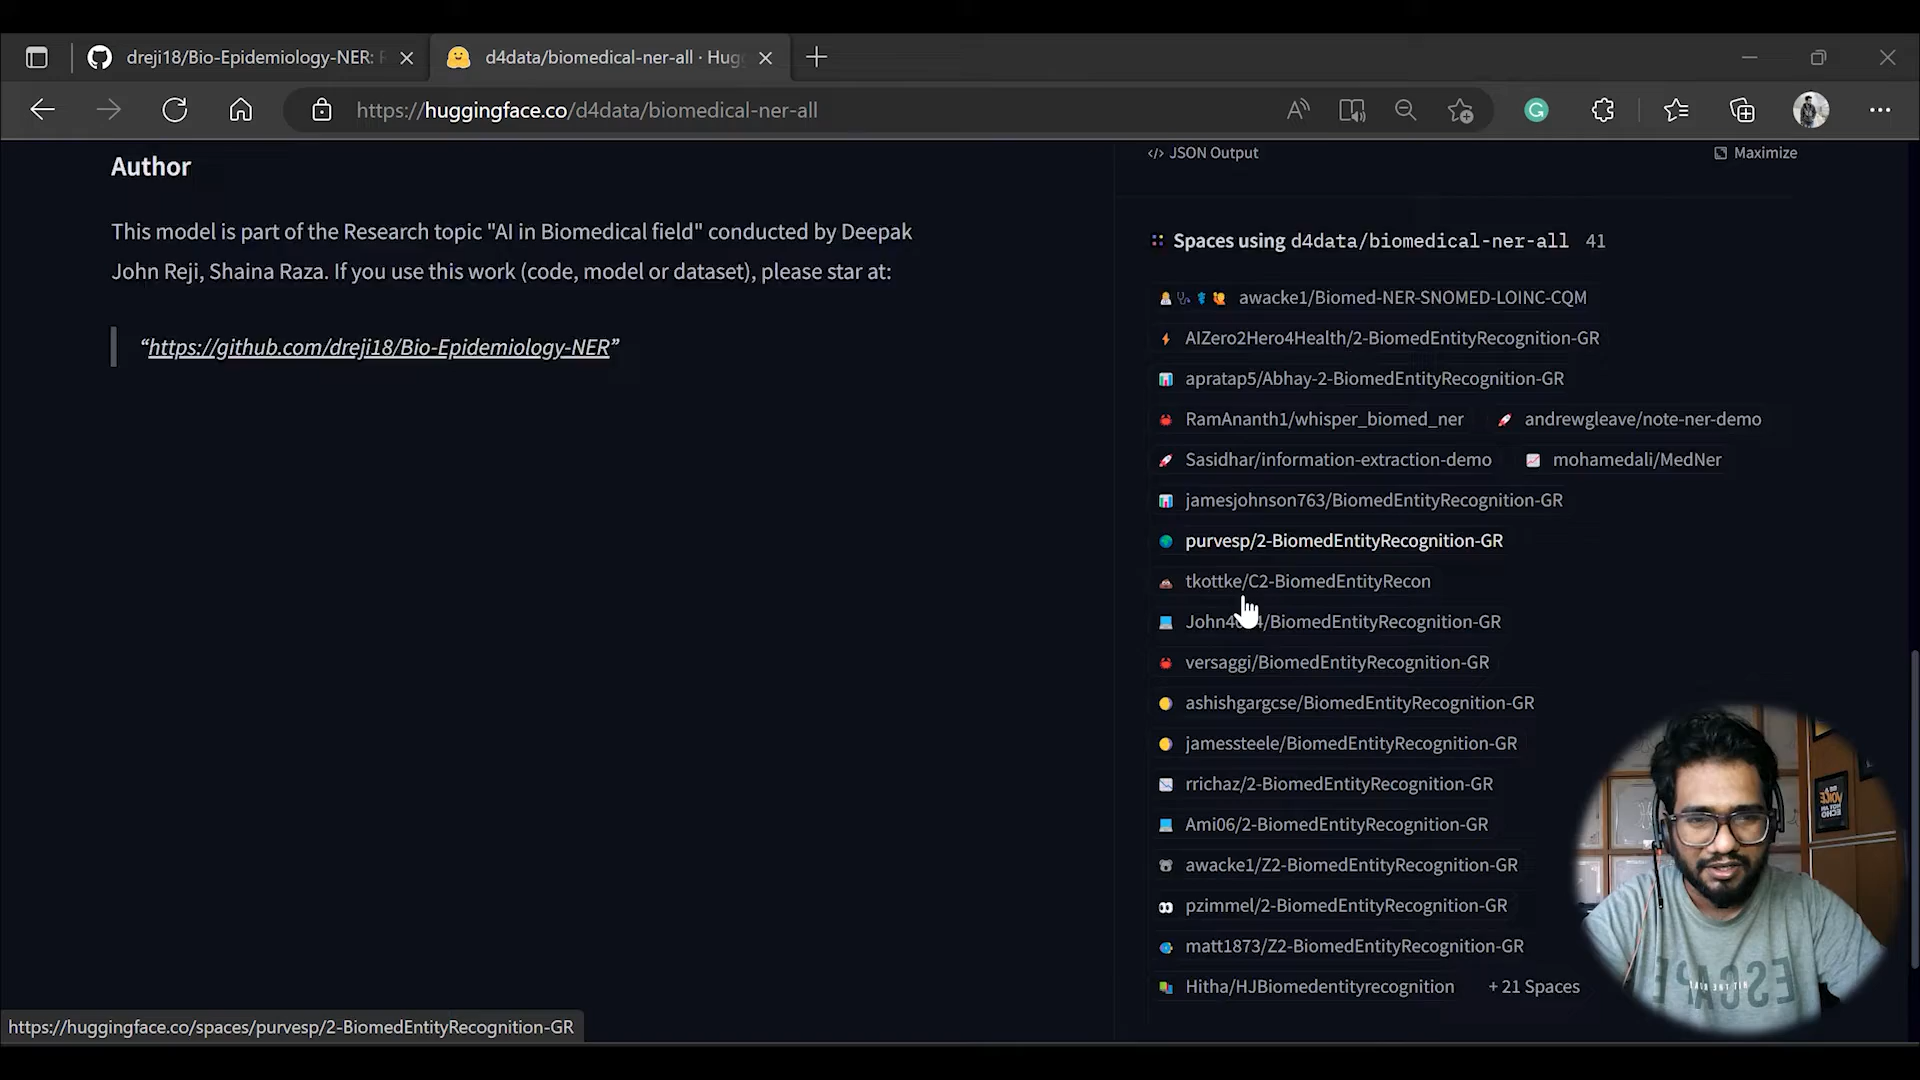 dreji18/Bio-Epidemiology-NER: R
d4data/biomedical-ner-all · Hug
https://huggingface.co/d4data/biomedical-ner-all
Author
This model is part of the Research topic "AI in Biomedical field" conducted by Deepak
John Reji, Shaina Raza. If you use this work (code, model or dataset), please star at:
“https://github.com/dreji18/Bio-Epidemiology-NER”
</> JSON Output
Maximize
Spaces using d4data/biomedical-ner-all 41
awacke1/Biomed-NER-SNOMED-LOINC-CQM
AIZero2Hero4Health/2-BiomedEntityRecognition-GR
apratap5/Abhay-2-BiomedEntityRecognition-GR
RamAnanth1/whisper_biomed_ner andrewgleave/note-ner-demo
Sasidhar/information-extraction-demo mohamedali/MedNer
jamesjohnson763/BiomedEntityRecognition-GR
purvesp/2-BiomedEntityRecognition-GR
tkottke/C2-BiomedEntityRecon
/BiomedEntityRecognition-GR
versaggi/BiomedEntityRecognition-GR
ashishgargcse/BiomedEntityRecognition-GR
jamessteele/BiomedEntityRecognition-GR
rrichaz/2-BiomedEntityRecognition-GR
Ami06/2-BiomedEntityRecognition-GR
awacke1/Z2-BiomedEntityRecognition-GR
pzimmel/2-BiomedEntityRecognition-GR
matt1873/Z2-BiomedEntityRecognition-GR
Hitha/HJBiomedentityrecognition + 21 Spaces
https://huggingface.co/spaces/purvesp/2-BiomedEntityRecognition-GR
BE A
VOICE
NOT AN
ECHO
ESCAPE